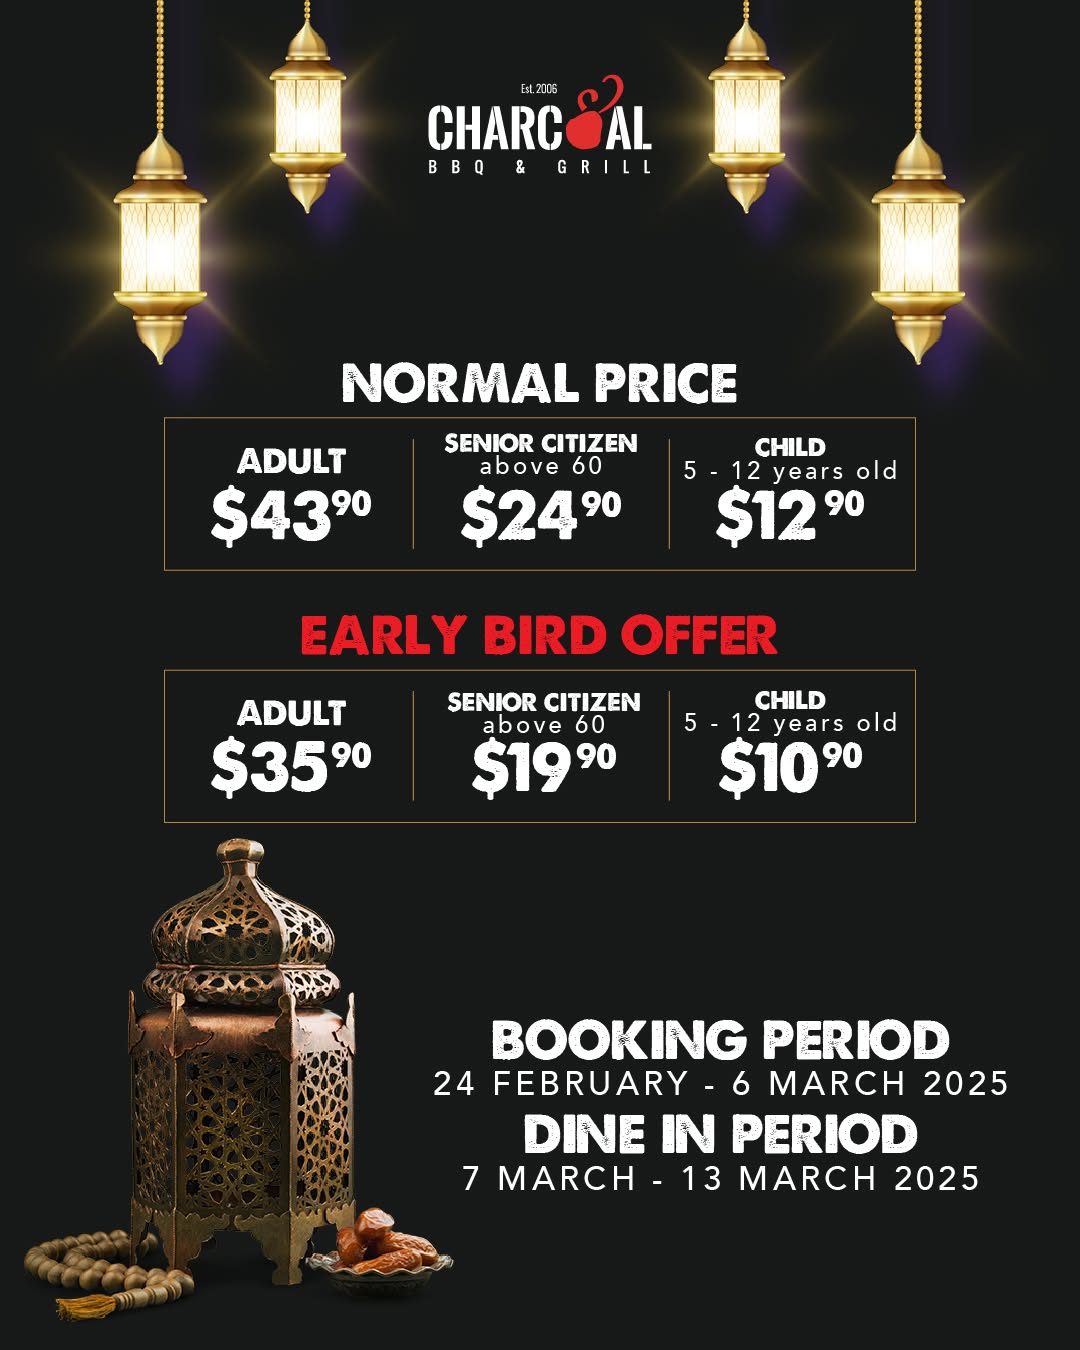 Est. 2006
CHARCOAL
BBQ & GRILL
NORMAL PRICE
ADULT
$43.90
SENIOR CITIZEN
above 60
$24.90
CHILD
5 - 12 years old
$12.90
EARLY BIRD OFFER
ADULT
$35.90
SENIOR CITIZEN
above 60
$19.90
CHILD
5 - 12 years old
$10.90
BOOKING PERIOD
24 FEBRUARY - 6 MARCH 2025
DINE IN PERIOD
7 MARCH - 13 MARCH 2025